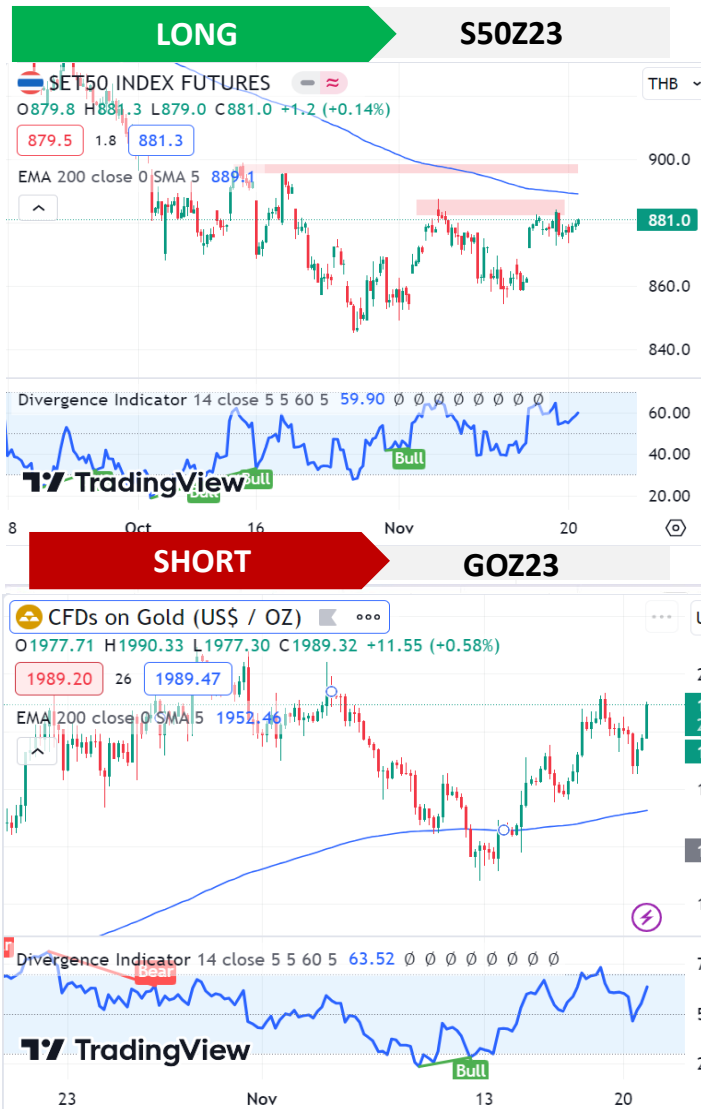 LONG S50Z23
SET50 INDEX FUTURES THB
O879.8 H881.3 L879.0 C881.0 +1.2 (+0.14%)
879.5 1.8 881.3
900.0
EMA 200 close 0 SMA 5 889.1
881.0
860.0
840.0
Divergence Indicator 14 close 5 5 60 5 59.90 Ø Ø Ø Ø Ø Ø Ø Ø
60.00
40.00
Bull
Bull
TradingView
Bull
20.00
8 Oct 16 Nov 20
SHORT GOZ23
CFDs on Gold (US$ / OZ)
O1977.71 H1990.33 L1977.30 C1989.32 +11.55 (+0.58%)
1989.20 26 1989.47
EMA 200 close 0 SMA 5 1952.46
Divergence Indicator 14 close 5 5 60 5 63.52 Ø Ø Ø Ø Ø Ø Ø Ø
Bear
TradingView
Bull
23 Nov 13 20